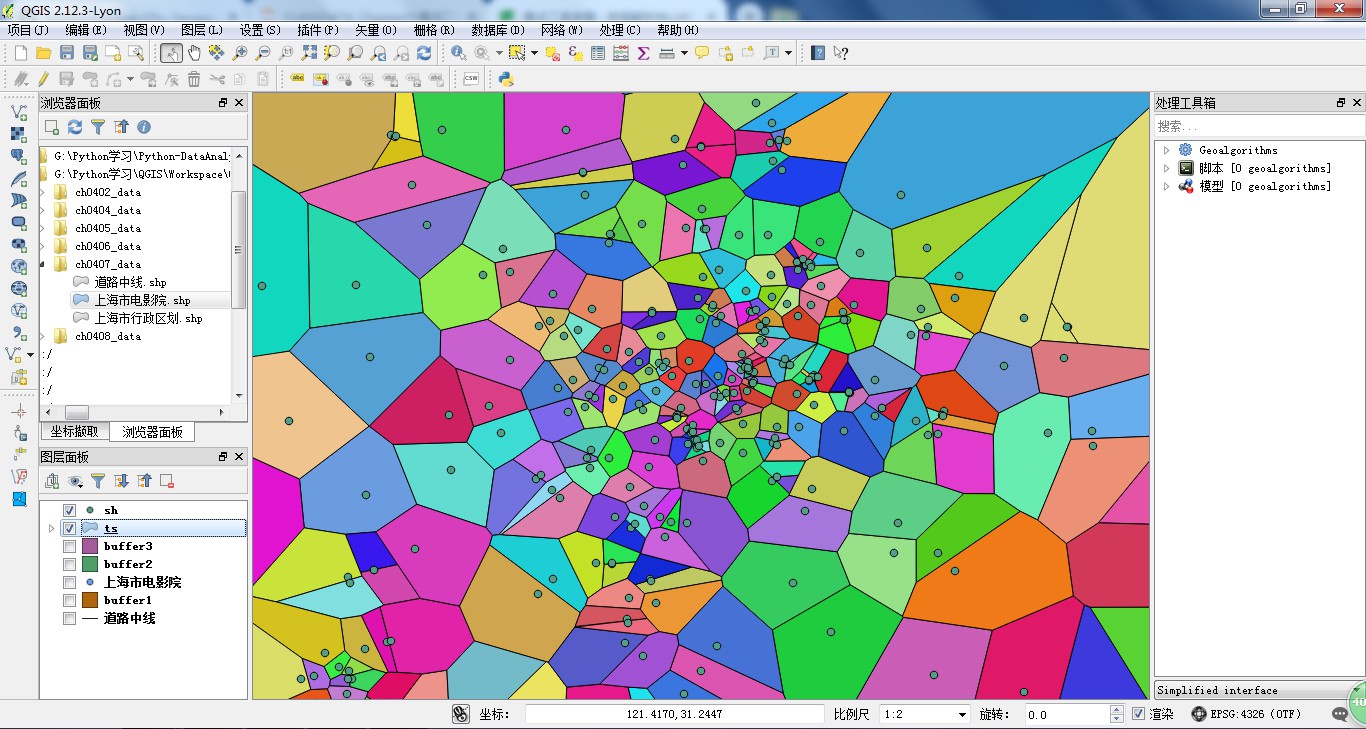 QGIS 2.12.3-Lyon
项目(J) 编辑(E) 视图(V) 图层(L) 设置(S) 插件(P) 矢量(O) 栅格(R) 数据库(D) 网络(W) 处理(C) 帮助(H)
abc
CSW
浏览器面板
G:\Python学习\Python-DataAnal
G:\Python学习\QGIS\Workspace\
ch0402_data
ch0404_data
ch0405_data
ch0406_data
ch0407_data
道路中线.shp
上海市电影院.shp
上海市行政区划.shp
ch0408_data
:/
:/
:/
坐标撷取 浏览器面板
图层面板
sh
ts
buffer3
buffer2
上海市电影院
buffer1
道路中线
处理工具箱
搜索...
Geoalgorithms
脚本 [0 geoalgorithms]
模型 [0 geoalgorithms]
Simplified interface
坐标: 121.4170,31.2447 比例尺 1:2 旋转: 0.0 渲染 EPSG:4326 (OTF)